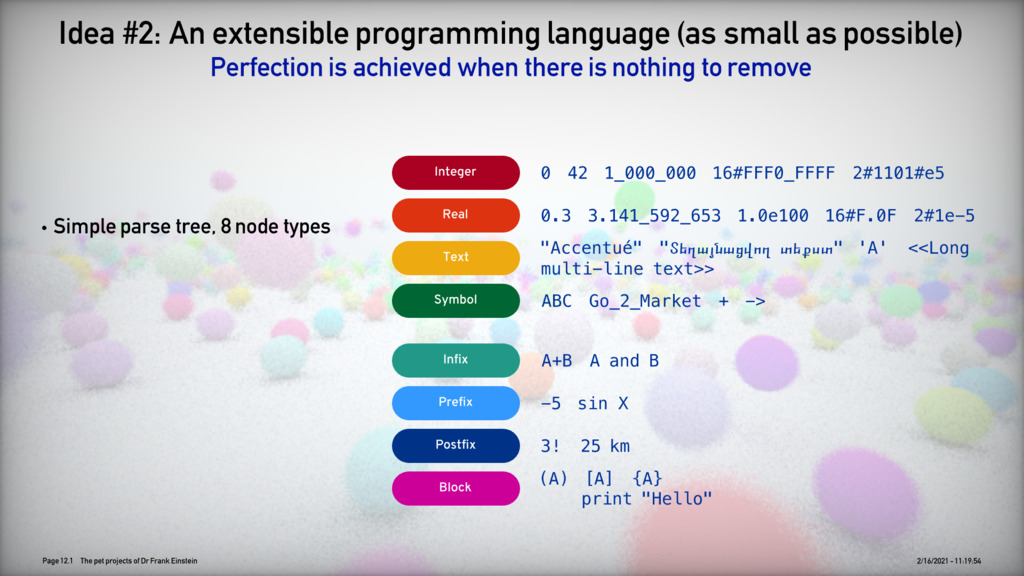 Idea #2: An extensible programming language (as small as possible)
Perfection is achieved when there is nothing to remove
• Simple parse tree, 8 node types
Integer 0 42 1_000_000 16#FFF0_FFFF 2#1101#e5
Real 0.3 3.141_592_653 1.0e100 16#F.0F 2#1e-5
Text "Accentué" "Տեղայնացվող տեքստ" 'A' <<Long
multi-line text>>
Symbol ABC Go_2_Market + ->
Infix A+B A and B
Prefix -5 sin X
Postfix 3! 25 km
Block (A) [A] {A}
print "Hello"
Page 12.1 The pet projects of Dr Frank Einstein 2/16/2021 - 11:19:54